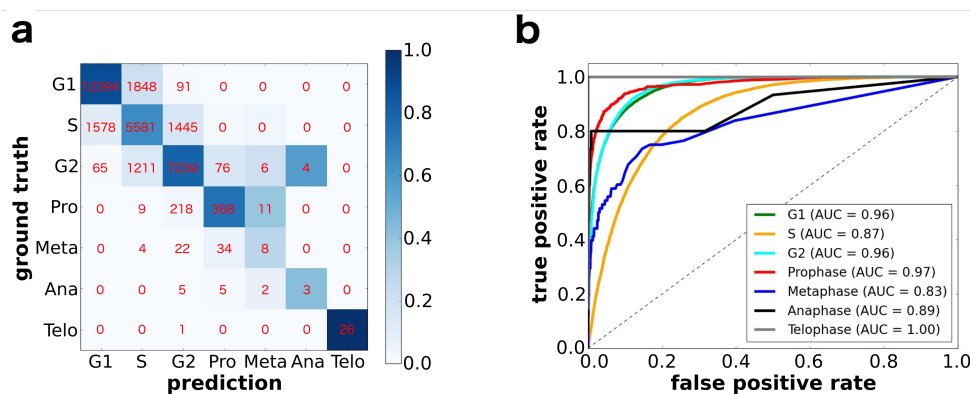 a
ground truth
G1 12394 1848 91 0 0 0 0
S 1578 5581 1445 0 0 0 0
G2 65 1211 7239 76 6 4 0
Pro 0 9 218 368 11 0 0
Meta 0 4 22 34 8 0 0
Ana 0 0 5 5 2 3 0
Telo 0 0 1 0 0 0 26
G1 S G2 Pro Meta Ana Telo
prediction
1.0
0.8
0.6
0.4
0.2
0.0
b
true positive rate
1.0
0.8
0.6
0.4
0.2
0.0
G1 (AUC = 0.96)
S (AUC = 0.87)
G2 (AUC = 0.96)
Prophase (AUC = 0.97)
Metaphase (AUC = 0.83)
Anaphase (AUC = 0.89)
Telophase (AUC = 1.00)
0.0 0.2 0.4 0.6 0.8 1.0
false positive rate